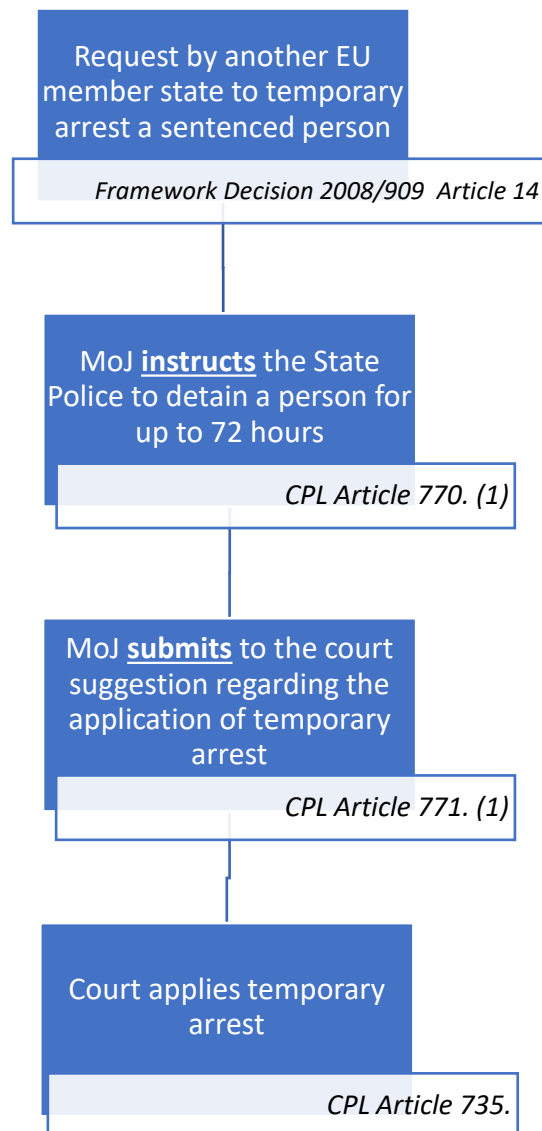 Request by another EU
member state to temporary
arrest a sentenced person
Framework Decision 2008/909 Article 14
MoJ instructs the State
Police to detain a person for
up to 72 hours
CPL Article 770. (1)
MoJ submits to the court
suggestion regarding the
application of temporary
arrest
CPL Article 771. (1)
Court applies temporary
arrest
CPL Article 735.